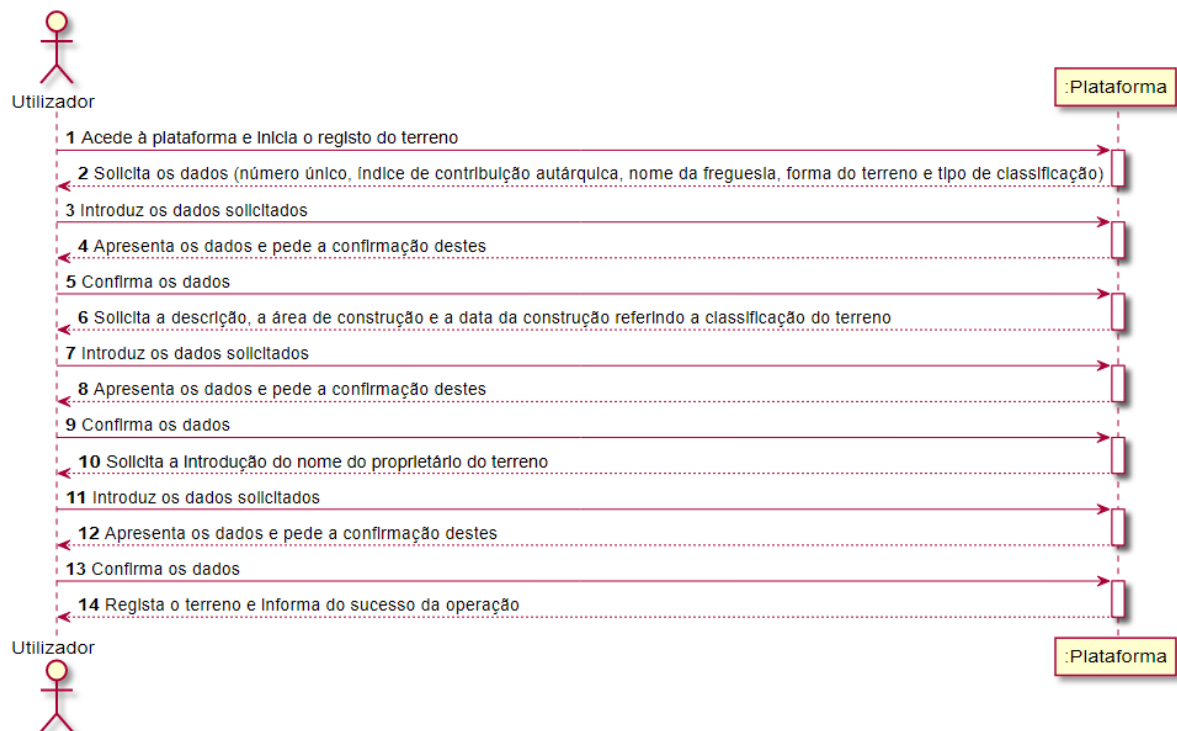 Utilizador
:Plataforma
1 Acede à plataforma e inicia o registo do terreno
2 Solicita os dados (número único, índice de contribuição autárquica, nome da freguesia, forma do terreno e tipo de classificação)
3 Introduz os dados solicitados
4 Apresenta os dados e pede a confirmação destes
5 Confirma os dados
6 Solicita a descrição, a área de construção e a data da construção referindo a classificação do terreno
7 Introduz os dados solicitados
8 Apresenta os dados e pede a confirmação destes
9 Confirma os dados
10 Solicita a introdução do nome do proprietário do terreno
11 Introduz os dados solicitados
12 Apresenta os dados e pede a confirmação destes
13 Confirma os dados
14 Regista o terreno e informa do sucesso da operação
Utilizador
:Plataforma